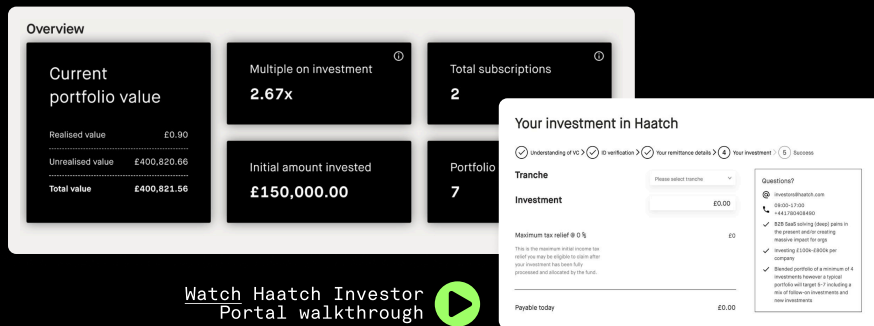 Overview
Current
portfolio value
Realised value £0.90
Unrealised value £400,820.66
Total value £400,821.56
Multiple on investment
2.67x
Total subscriptions
2
Initial amount invested
£150,000.00
Portfolio
7
Your investment in Haatch
Understanding of VC > ID verification > Your remittance details > 4 Your investment > 5 Success
Tranche Please select tranche
Investment £0.00
Maximum tax relief @ 0 % £0
This is the maximum initial income tax
relief you may be eligible to claim after
your investment has been fully
processed and allocated by the fund.
Payable today £0.00
Questions?
investors@haatch.com
09:00-17:00
+441780408490
B2B SaaS solving (deep) pains in
the present and/or creating
massive impact for orgs
Investing £100k-£800k per
company
Blended portfolio of a minimum of 4
investments however a typical
portfolio will target 5-7 including a
mix of follow-on investments and
new investments
Watch Haatch Investor
Portal walkthrough